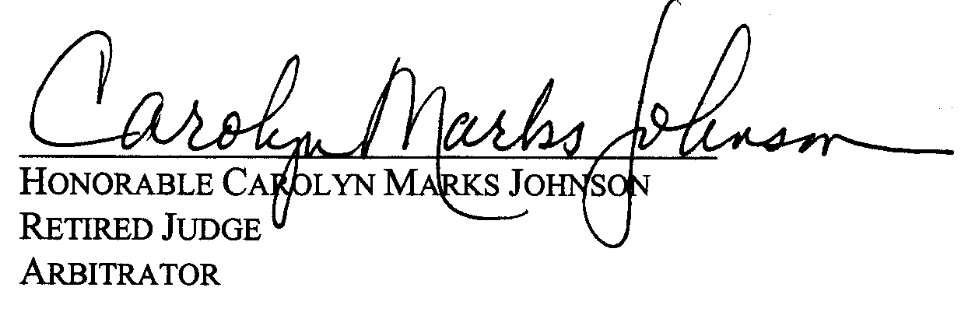 Carolyn Marks Johnson
HONORABLE CAROLYN MARKS JOHNSON
RETIRED JUDGE
ARBITRATOR